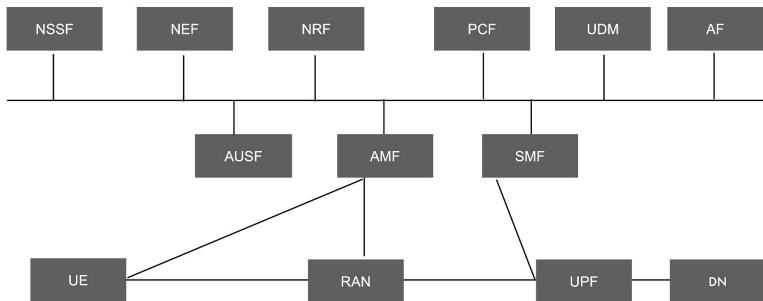 NSSF
NEF
NRF
PCF
UDM
AF
AUSF
AMF
SMF
UE
RAN
UPF
DN